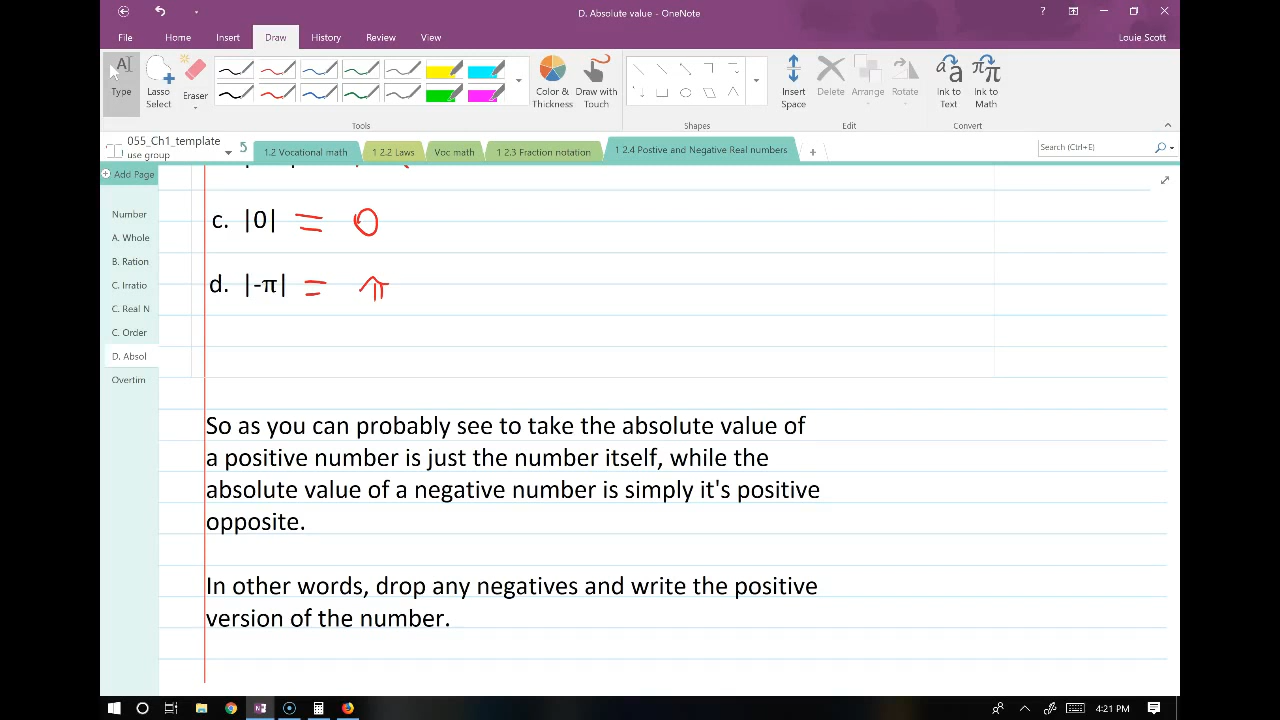 D. Absolute value - OneNote
?
File Home Insert Draw History Review View
Louie Scott
Type
Lasso Select
Eraser
Color & Thickness
Draw with Touch
Insert Space
Delete
Arrange
Rotate
Ink to Text
Ink to Math
Tools
Shapes
Edit
Convert
055_Ch1_template
use group
1.2 Vocational math
1 2.2 Laws
Voc math
1 2.3 Fraction notation
1 2.4 Postive and Negative Real numbers
Search (Ctrl+E)
Add Page
Number
A. Whole
B. Ration
C. Irratio
C. Real N
C. Order
D. Absol
Overtim
c. |0| = 0
d. |-π| = π
So as you can probably see to take the absolute value of
a positive number is just the number itself, while the
absolute value of a negative number is simply it's positive
opposite.
In other words, drop any negatives and write the positive
version of the number.
4:21 PM